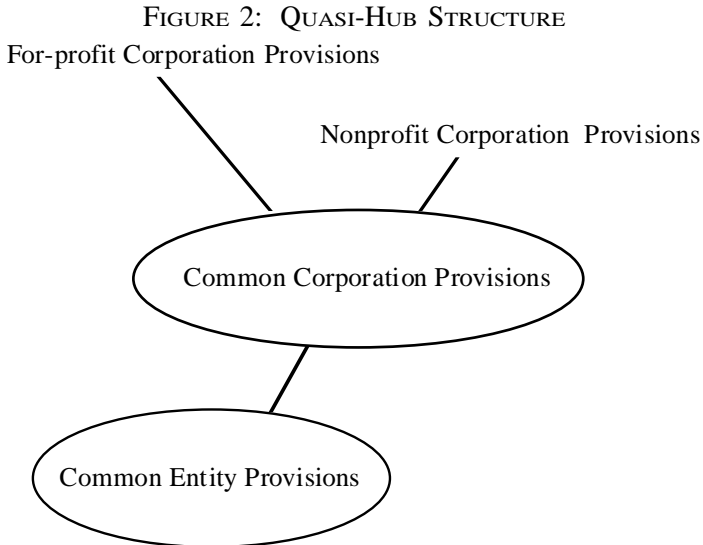 FIGURE 2: QUASI-HUB STRUCTURE
For-profit Corporation Provisions
Nonprofit Corporation Provisions
Common Corporation Provisions
Common Entity Provisions